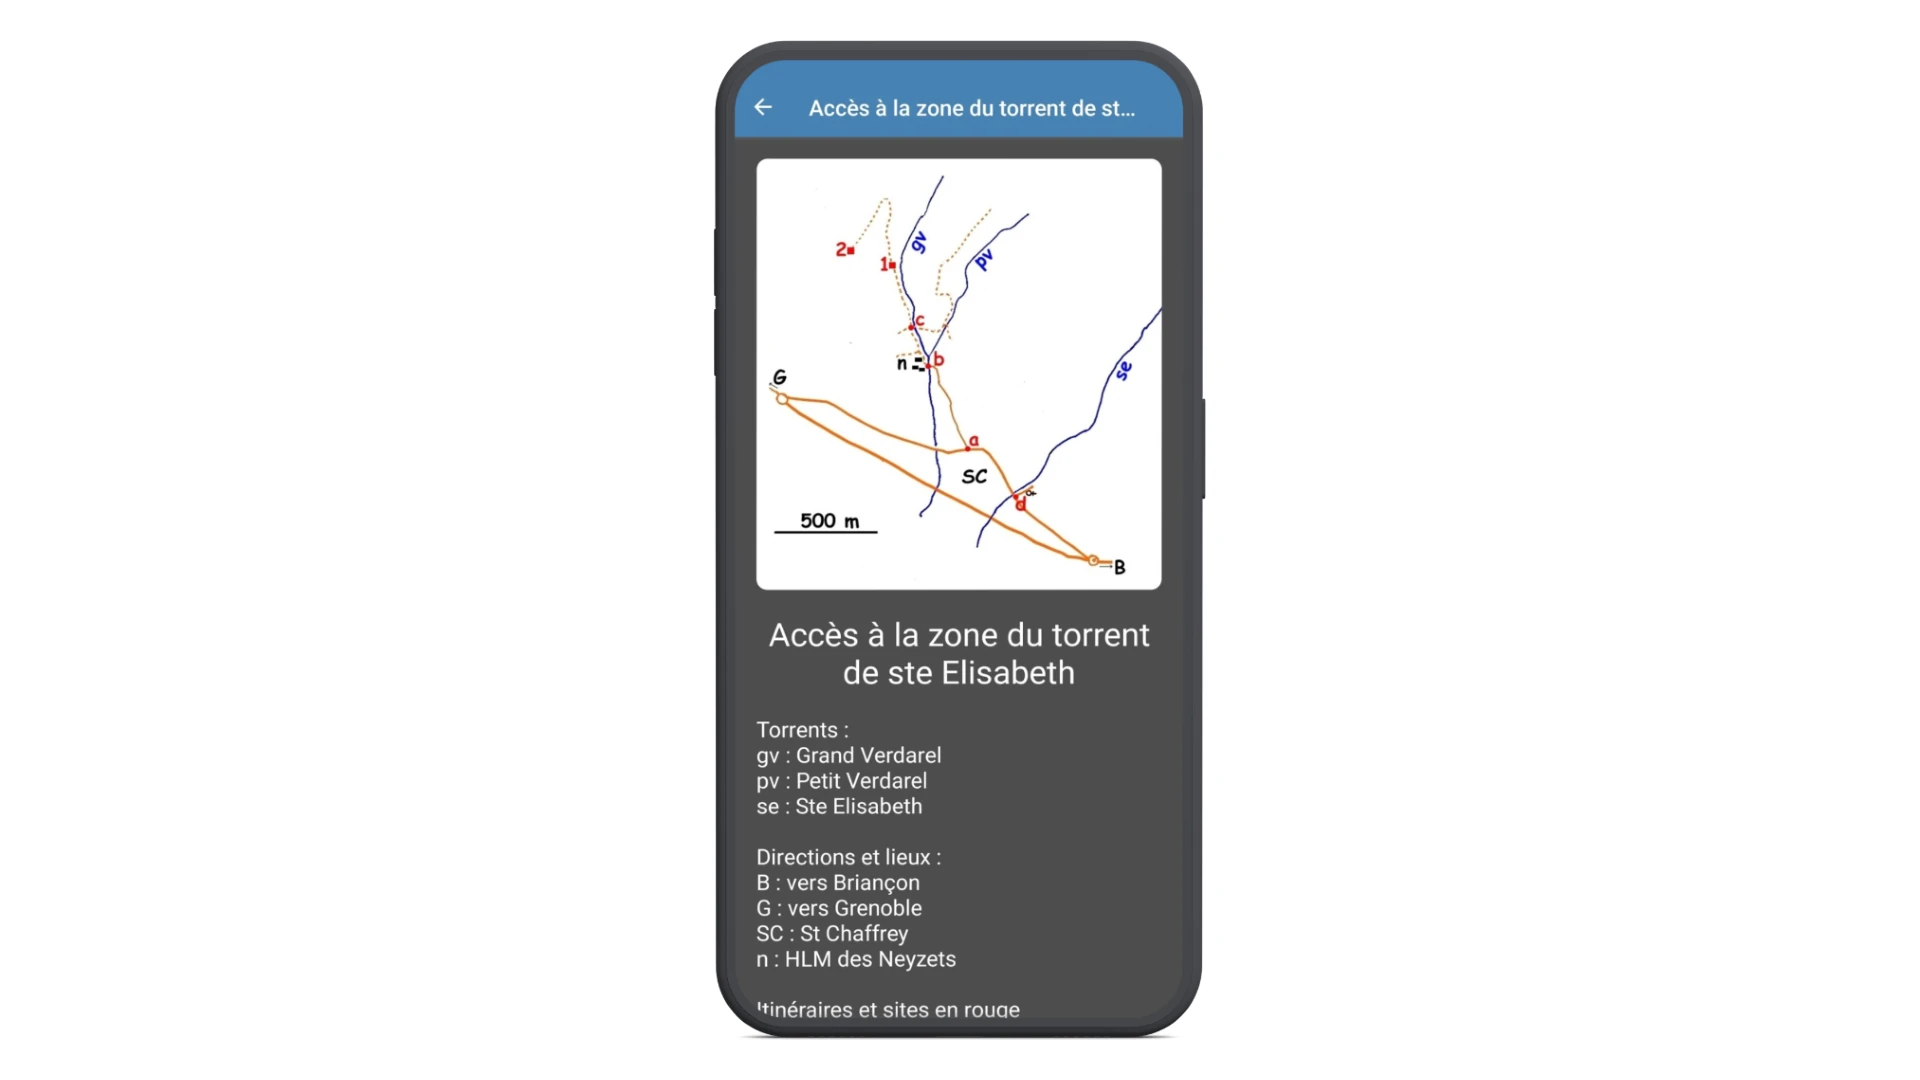 Accès à la zone du torrent de st...
gv
pv
2
1
c
se
n
b
G
a
SC
d
500 m
B
Accès à la zone du torrent
de ste Elisabeth
Torrents :
gv : Grand Verdarel
pv : Petit Verdarel
se : Ste Elisabeth
Directions et lieux :
B : vers Briançon
G : vers Grenoble
SC : St Chaffrey
n : HLM des Neyzets
Itinéraires et sites en rouge